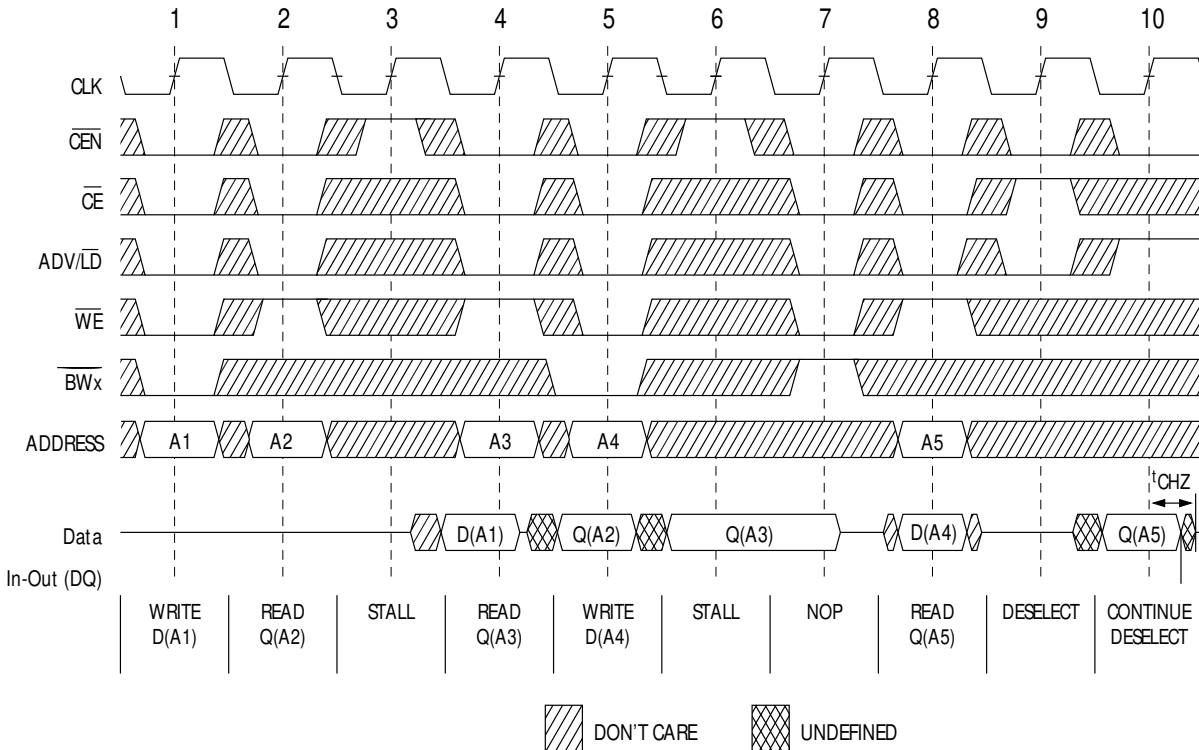 1 2 3 4 5 6 7 8 9 10
CLK
CEN
CE
ADV/LD
WE
BWx
ADDRESS A1 A2 A3 A4 A5
tCHZ
Data D(A1) Q(A2) Q(A3) D(A4) Q(A5)
In-Out (DQ)
WRITE READ STALL READ WRITE STALL NOP READ DESELECT CONTINUE
D(A1) Q(A2) Q(A3) D(A4) Q(A5) DESELECT
DON'T CARE UNDEFINED